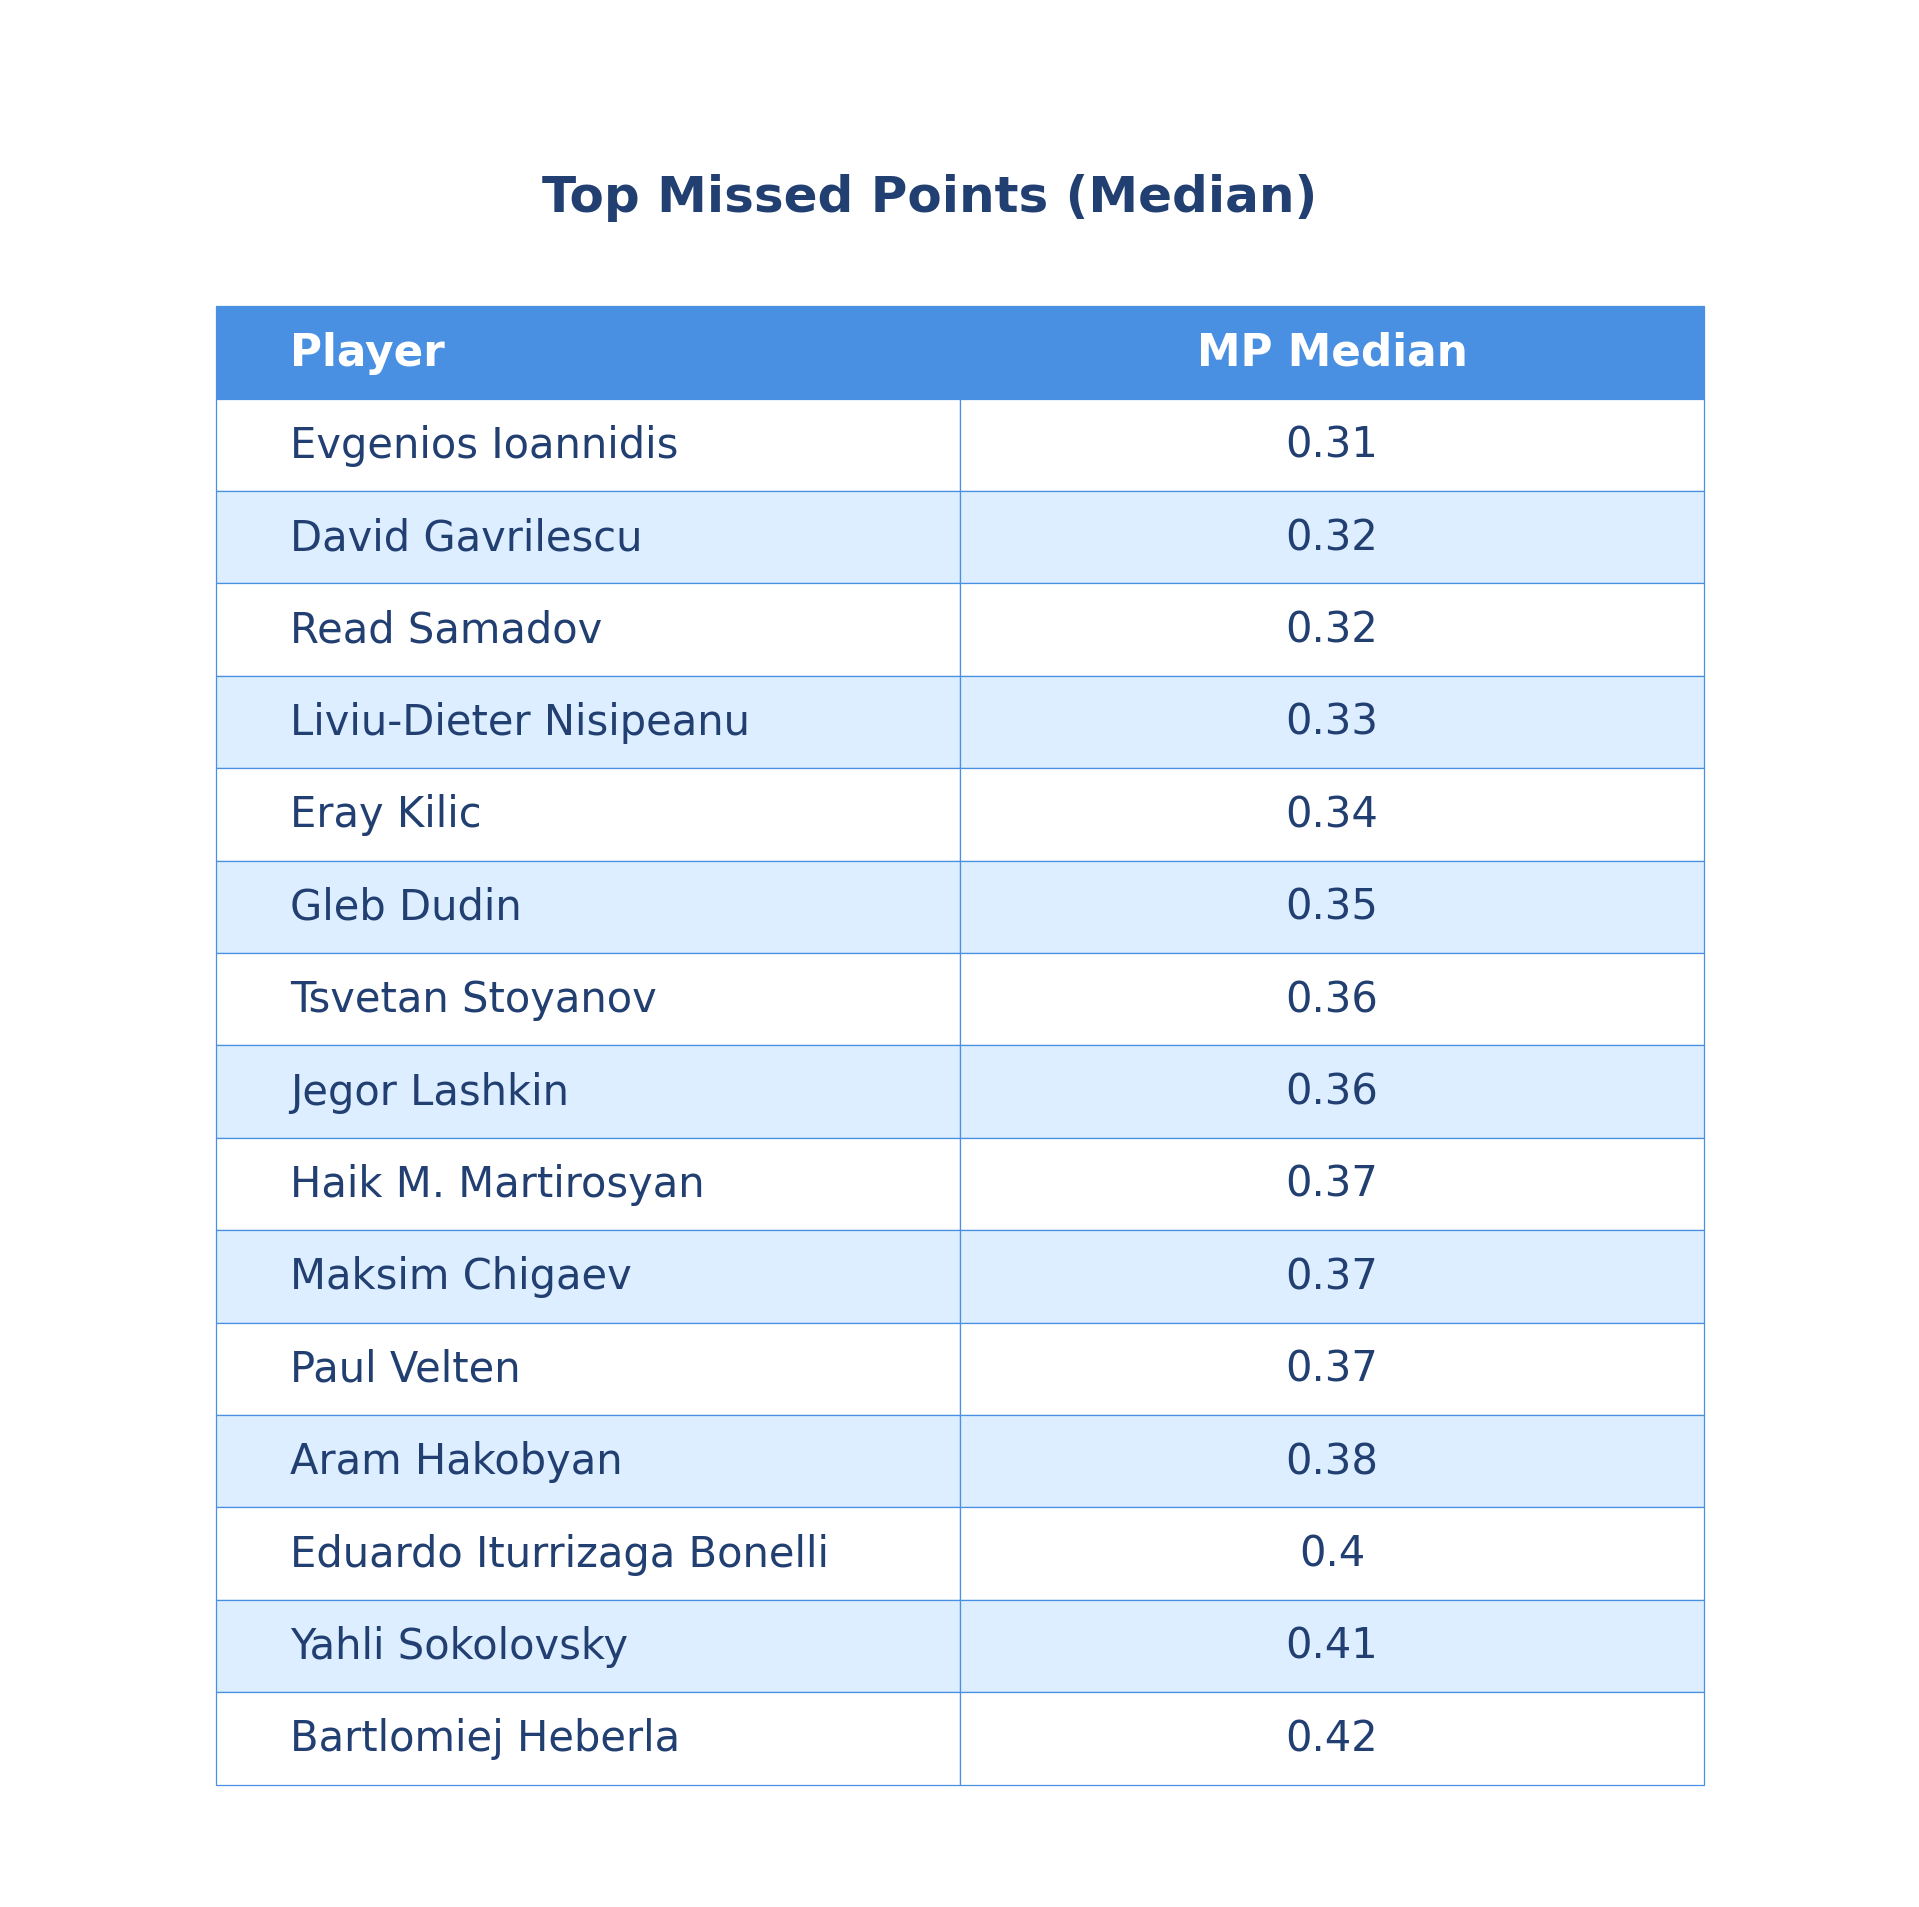 Top Missed Points (Median)
Player MP Median
Evgenios Ioannidis 0.31
David Gavrilescu 0.32
Read Samadov 0.32
Liviu-Dieter Nisipeanu 0.33
Eray Kilic 0.34
Gleb Dudin 0.35
Tsvetan Stoyanov 0.36
Jegor Lashkin 0.36
Haik M. Martirosyan 0.37
Maksim Chigaev 0.37
Paul Velten 0.37
Aram Hakobyan 0.38
Eduardo Iturrizaga Bonelli 0.4
Yahli Sokolovsky 0.41
Bartlomiej Heberla 0.42